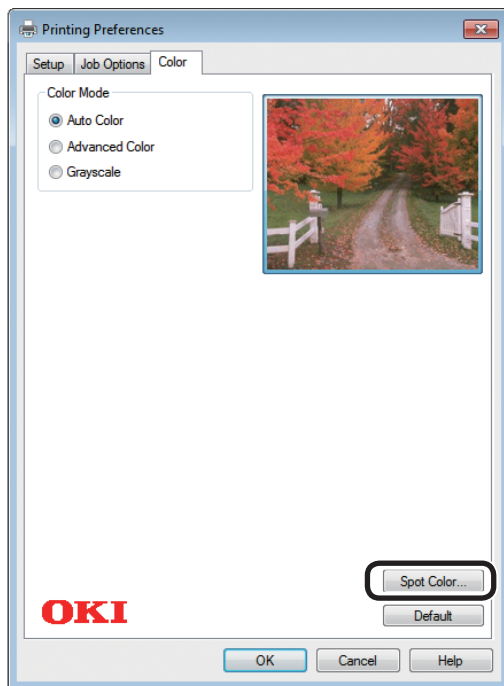 Printing Preferences
Setup
Job Options
Color
Color Mode
Auto Color
Advanced Color
Grayscale
Spot Color...
OKI
Default
OK
Cancel
Help